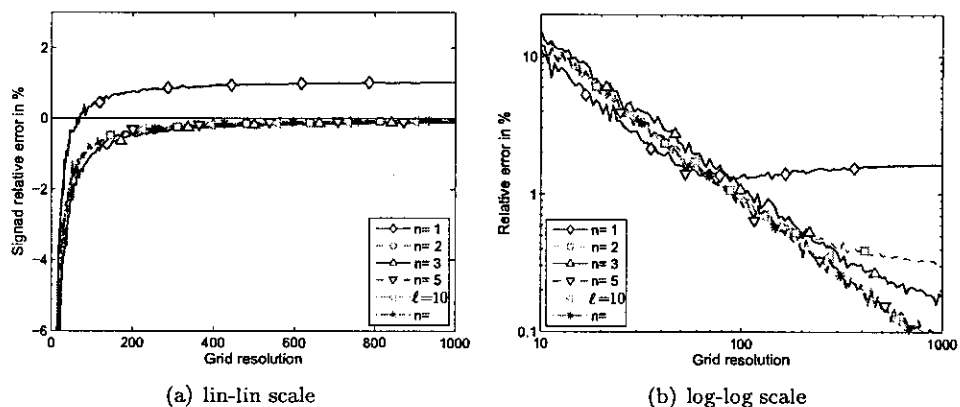 Signad relative error in %
2
0
−2
−4
−6
0
200
400
600
800
1000
Grid resolution
n= 1
n= 2
n= 3
n= 5
ℓ=10
n=
(a) lin-lin scale
Relative error in %
10
1
0.1
10
100
1000
Grid resolution
n= 1
n= 2
n= 3
n= 5
ℓ=10
n=
(b) log-log scale